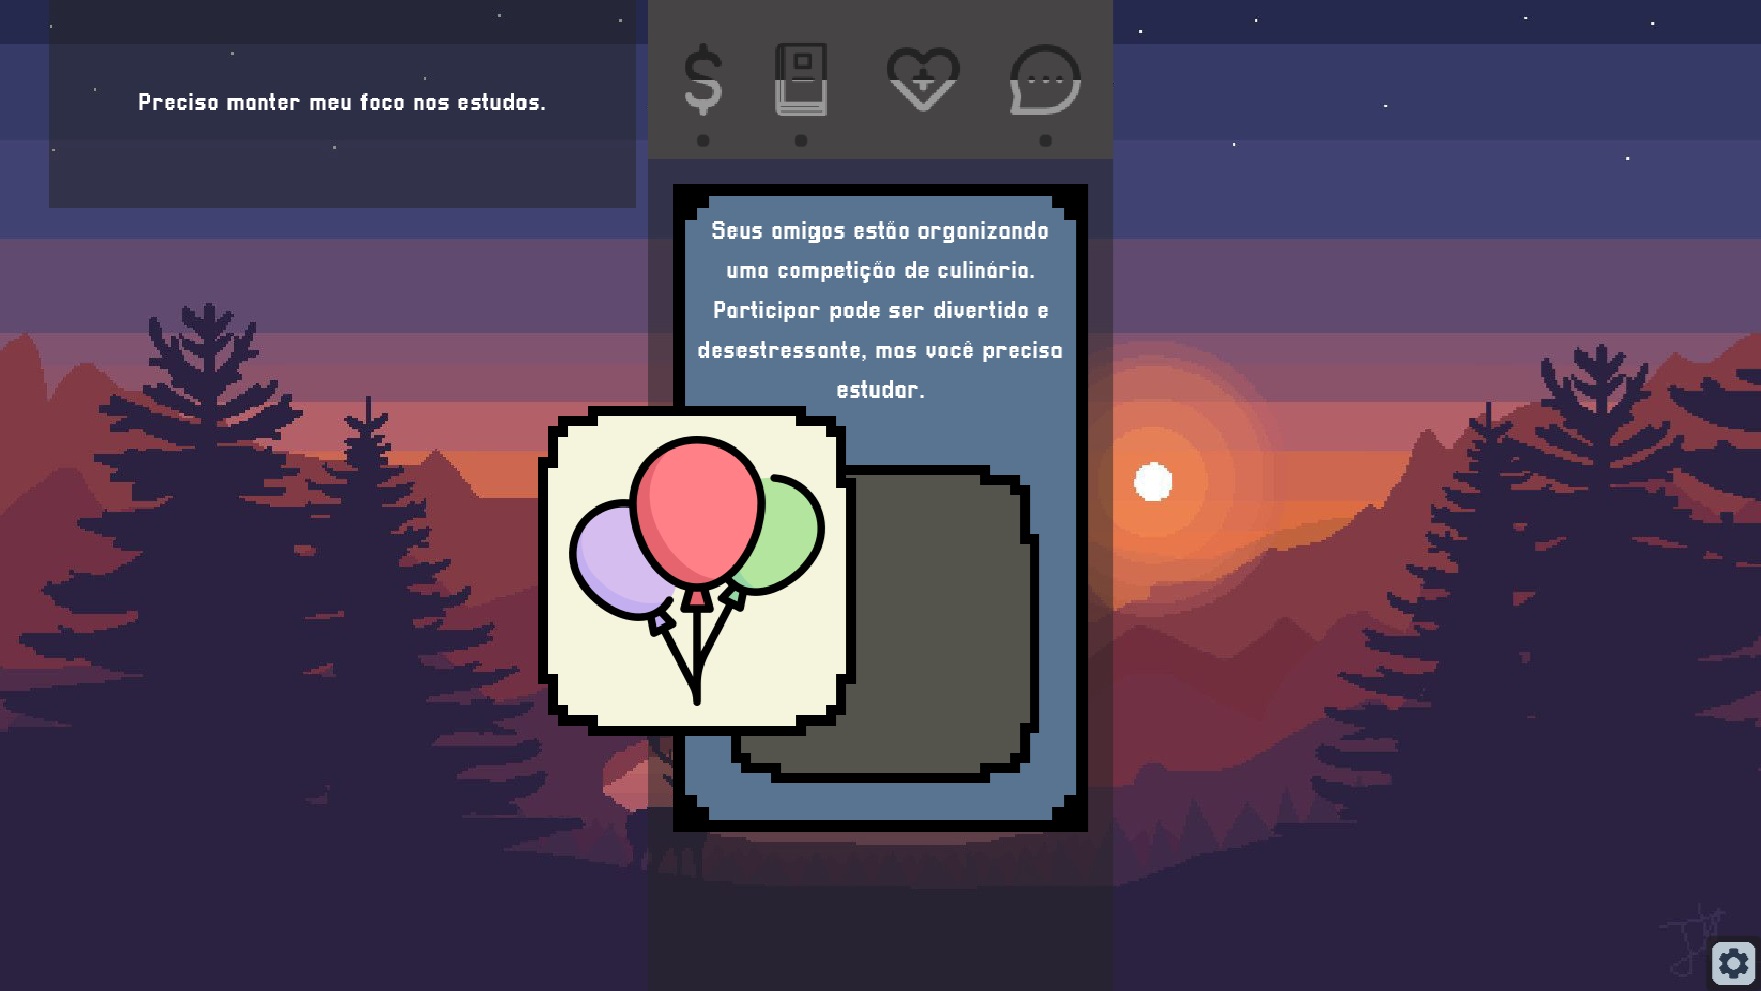 Preciso manter meu foco nos estudos.
Seus amigos estão organizando
uma competição de culinária.
Participar pode ser divertido e
desestressante, mas você precisa
estudar.